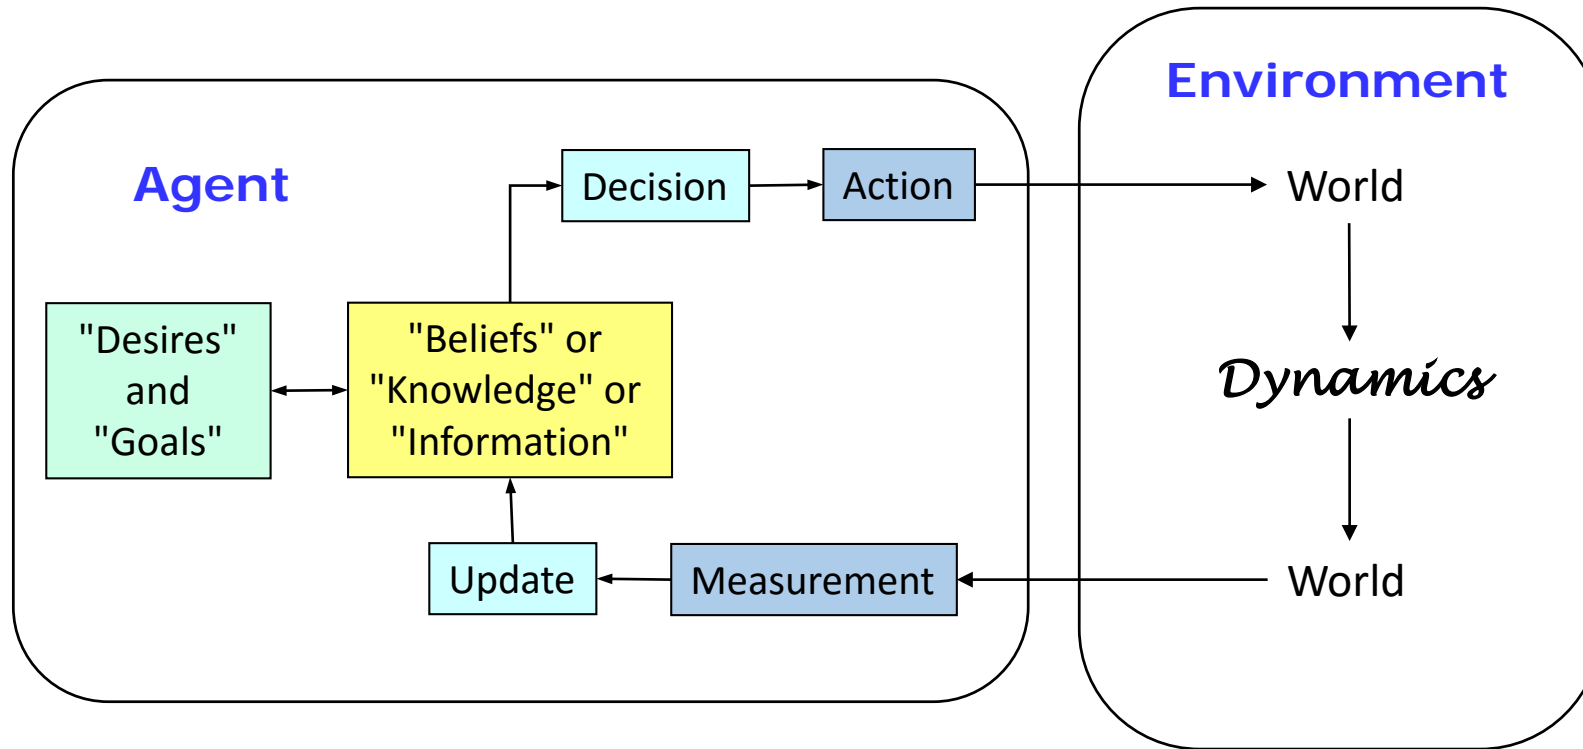 Environment
Agent
Decision
Action
World
"Desires"
and
"Goals"
"Beliefs" or
"Knowledge" or
"Information"
Dynamics
Update
Measurement
World